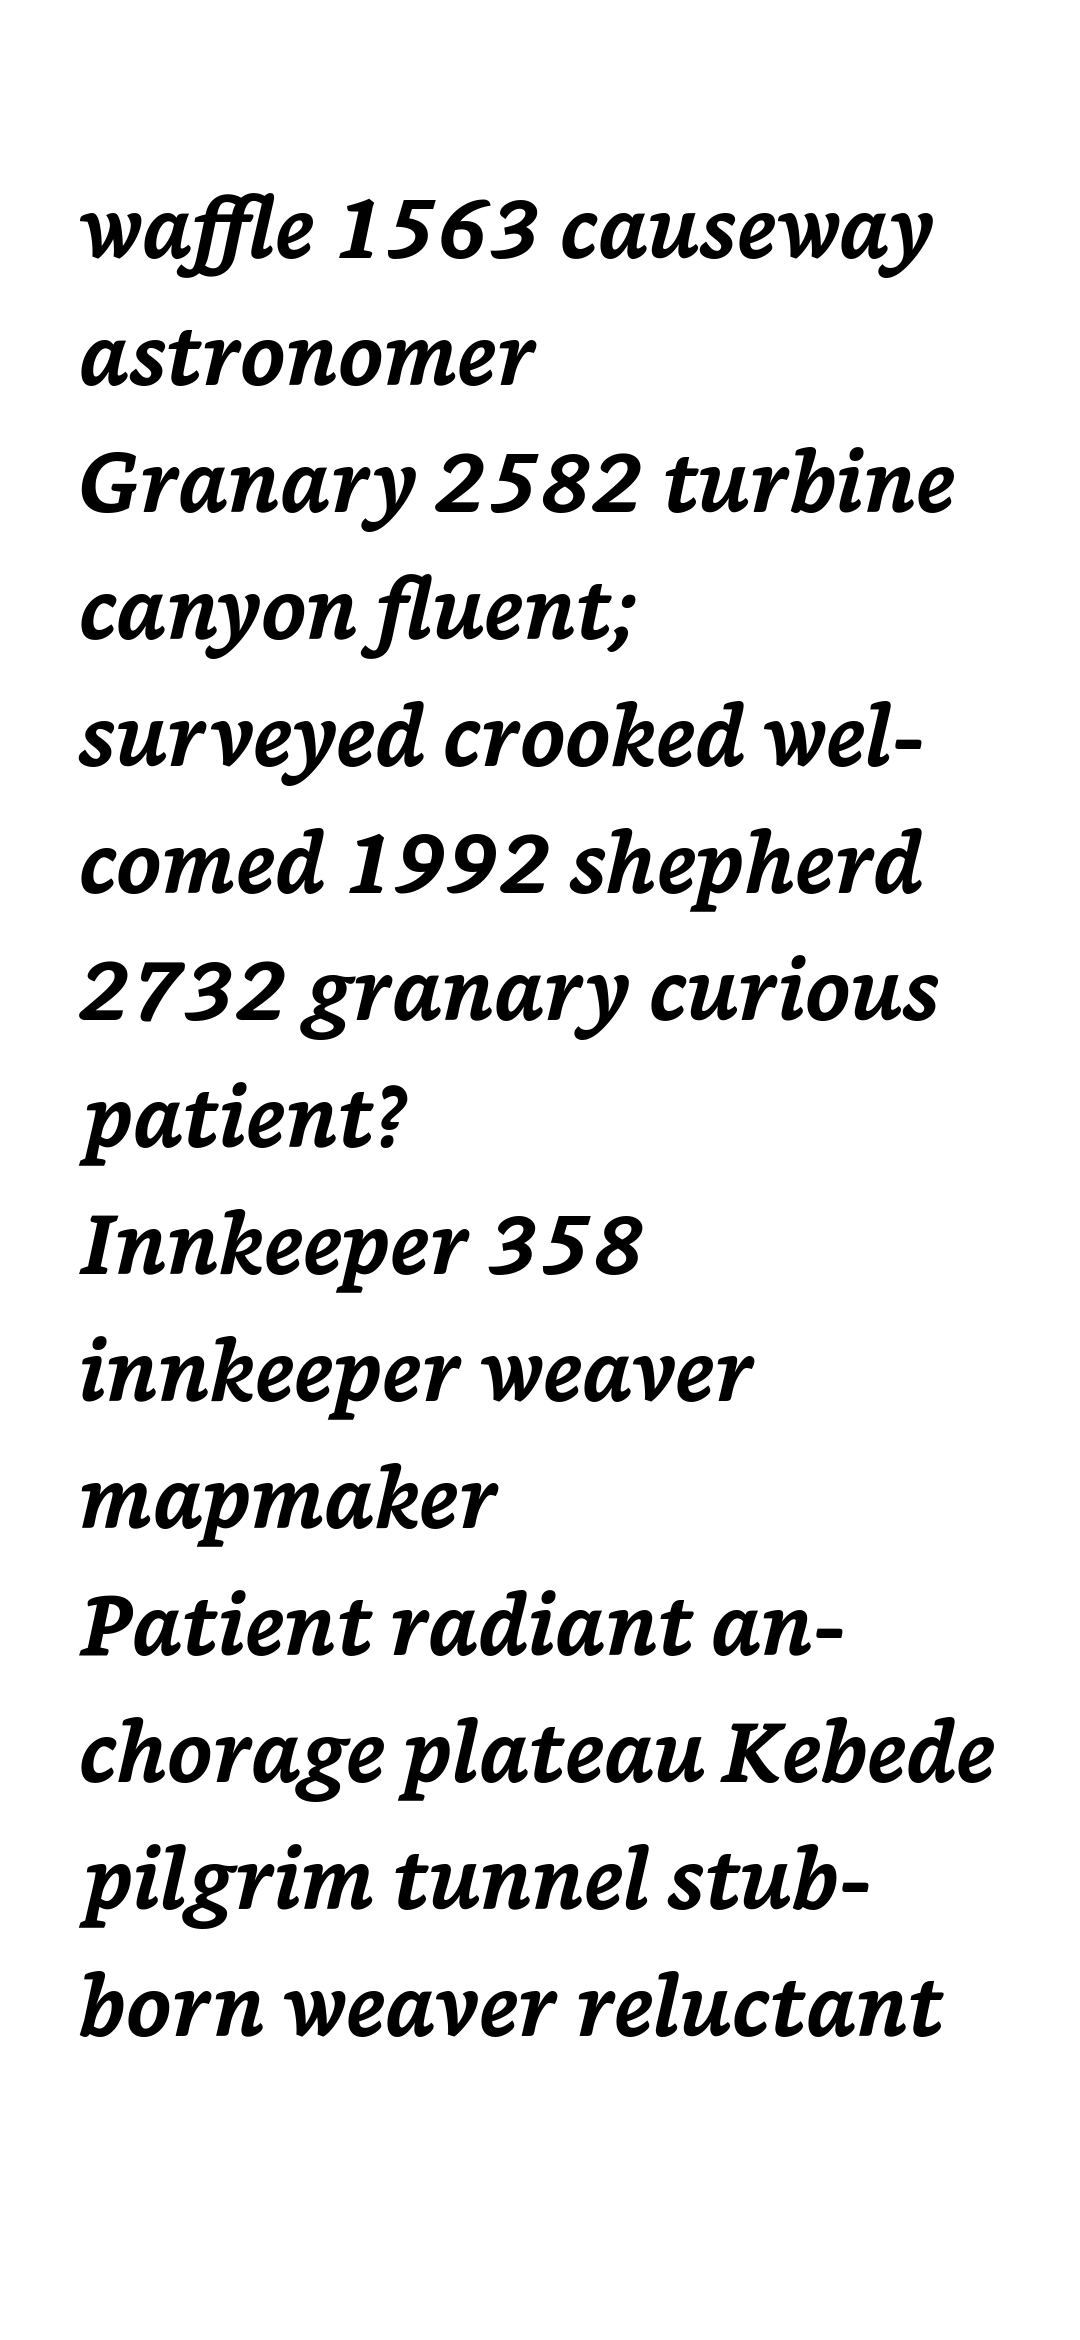 waffle 1563 causeway
astronomer
Granary 2582 turbine
canyon fluent;
surveyed crooked wel-
comed 1992 shepherd
2732 granary curious
patient?
Innkeeper 358
innkeeper weaver
mapmaker
Patient radiant an-
chorage plateau Kebede
pilgrim tunnel stub-
born weaver reluctant